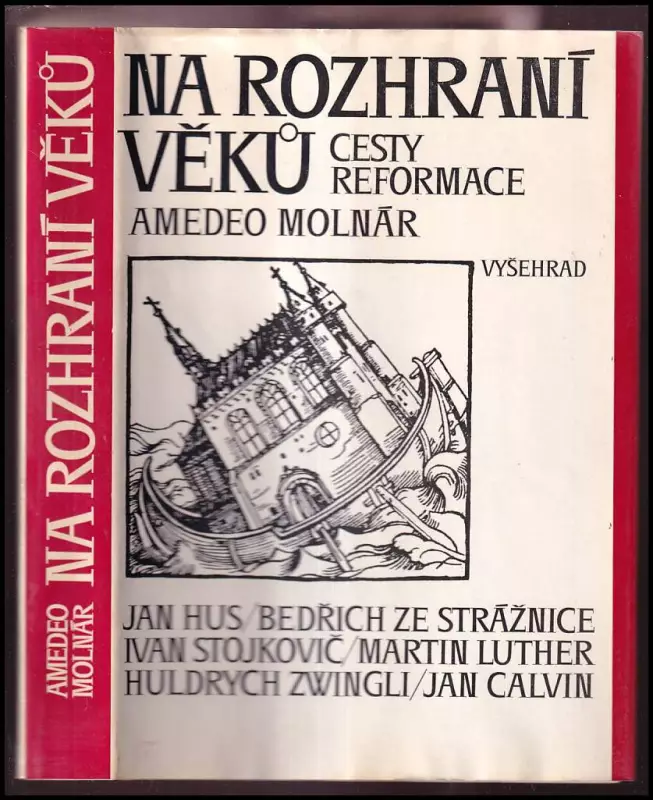 AMEDEO
MOLNÁR
NA ROZHRANÍ VĚKŮ
NA ROZHRANÍ
VĚKŮ
CESTY
REFORMACE
AMEDEO MOLNÁR
VYŠEHRAD
JAN HUS/BEDŘICH ZE STRÁŽNICE
IVAN STOJKOVIČ/MARTIN LUTHER
HULDRYCH ZWINGLI/JAN CALVIN